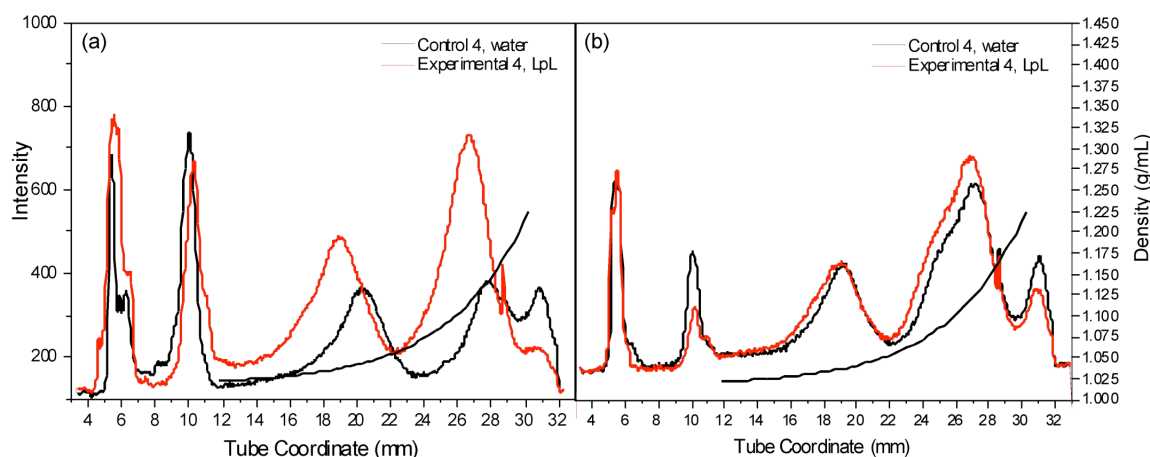 (a)
Control 4, water
Experimental 4, LpL
1000
800
600
400
200
Intensity
4 6 8 10 12 14 16 18 20 22 24 26 28 30 32
Tube Coordinate (mm)
(b)
Control 4, water
Experimental 4, LpL
1.450
1.425
1.400
1.375
1.350
1.325
1.300
1.275
1.250
1.225
1.200
1.175
1.150
1.125
1.100
1.075
1.050
1.025
1.000
Density (g/mL)
4 6 8 10 12 14 16 18 20 22 24 26 28 30 32
Tube Coordinate (mm)